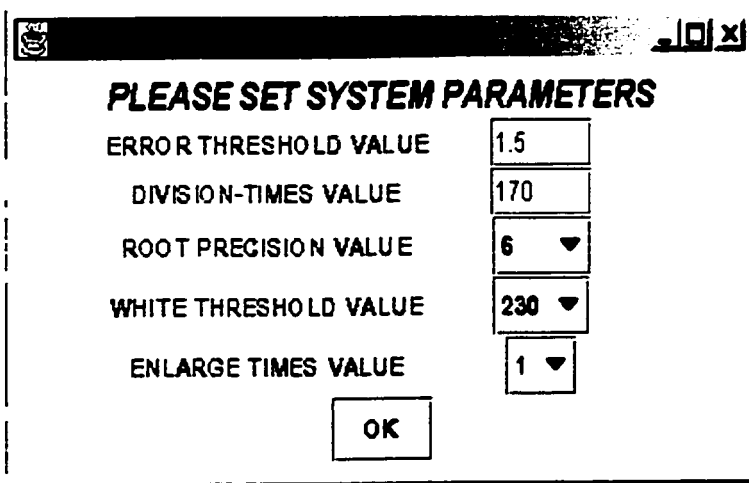 PLEASE SET SYSTEM PARAMETERS
ERROR THRESHOLD VALUE 1.5
DIVISION-TIMES VALUE 170
ROOT PRECISION VALUE 6
WHITE THRESHOLD VALUE 230
ENLARGE TIMES VALUE 1
OK